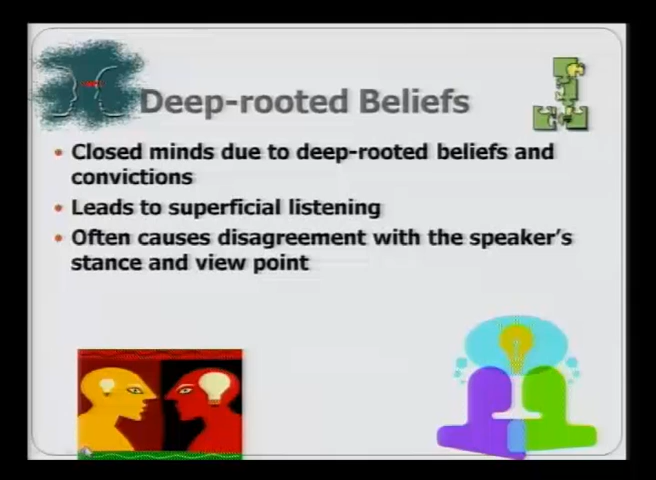 Deep-rooted Beliefs
• Closed minds due to deep-rooted beliefs and
convictions
• Leads to superficial listening
• Often causes disagreement with the speaker's
stance and view point